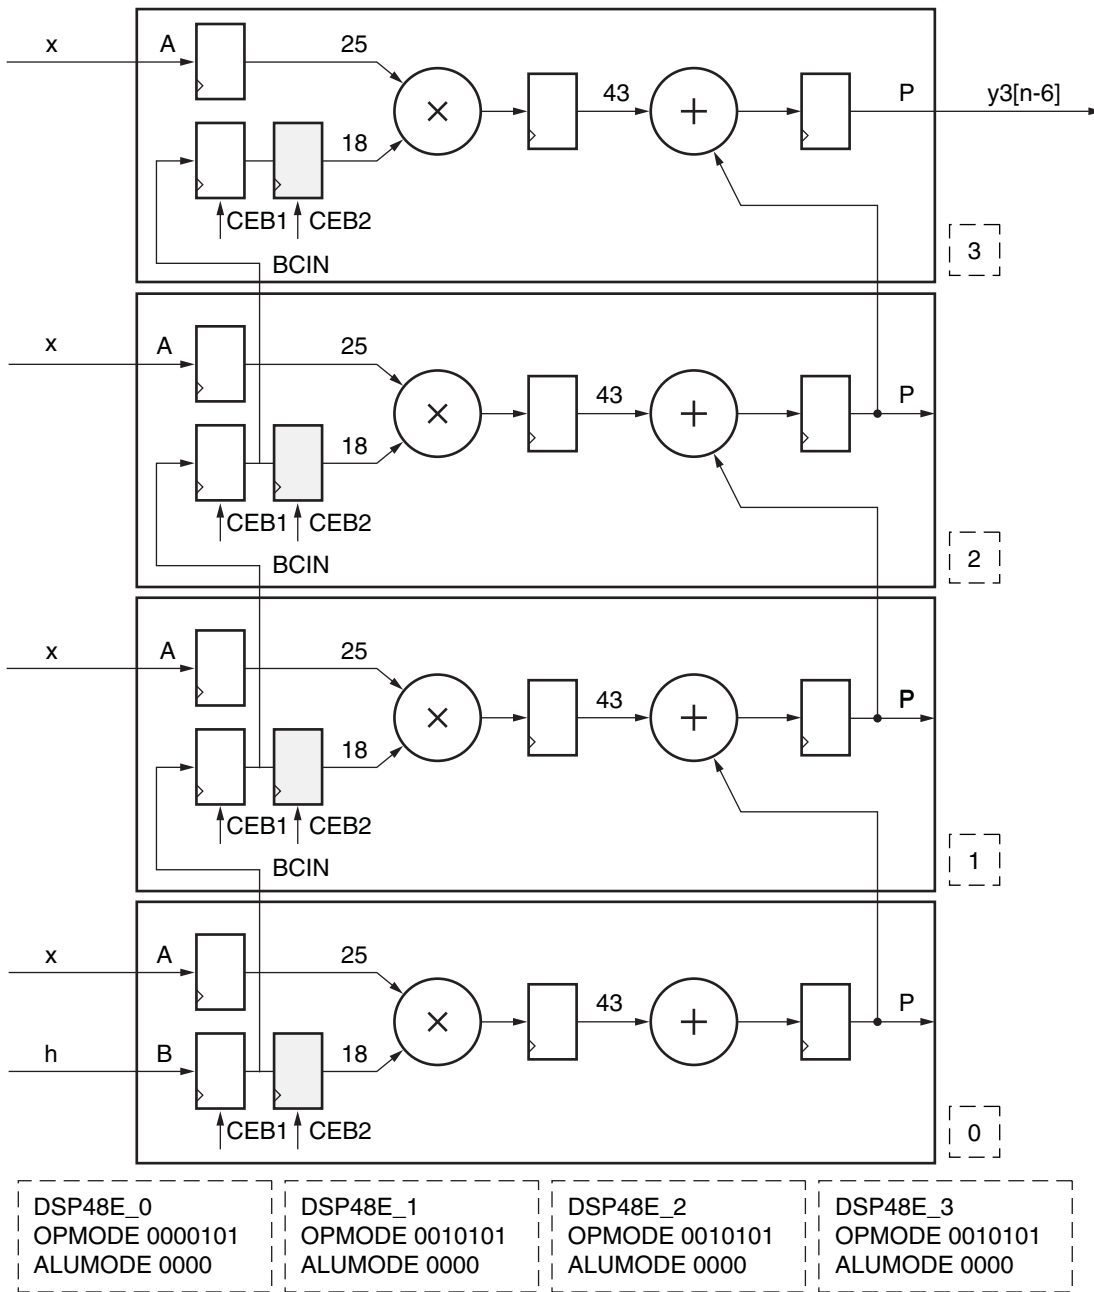 x A 25
43 P y3[n-6]
18
CEB1 CEB2
BCIN
3
x A 25
43 P
18
CEB1 CEB2
BCIN
2
x A 25
43 P
18
CEB1 CEB2
BCIN
1
x A 25
43 P
h B 18
CEB1 CEB2
0
DSP48E_0
OPMODE 0000101
ALUMODE 0000
DSP48E_1
OPMODE 0010101
ALUMODE 0000
DSP48E_2
OPMODE 0010101
ALUMODE 0000
DSP48E_3
OPMODE 0010101
ALUMODE 0000